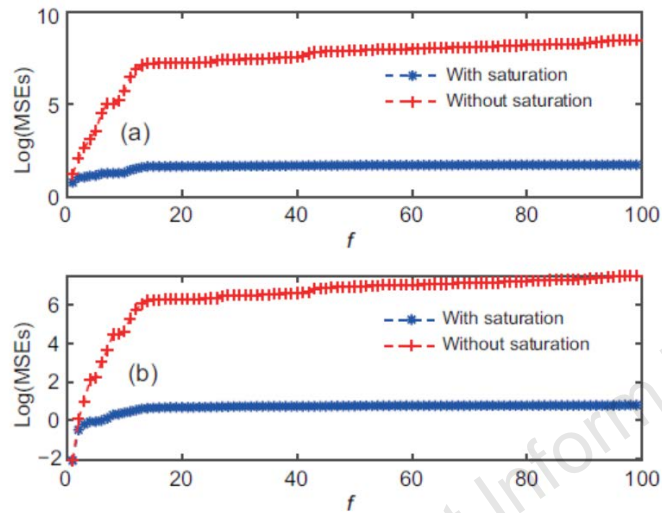 10
5
0
Log(MSEs)
With saturation
Without saturation
(a)
0 20 40 60 80 100
f
6
4
2
0
−2
Log(MSEs)
With saturation
Without saturation
(b)
0 20 40 60 80 100
f
t Inform